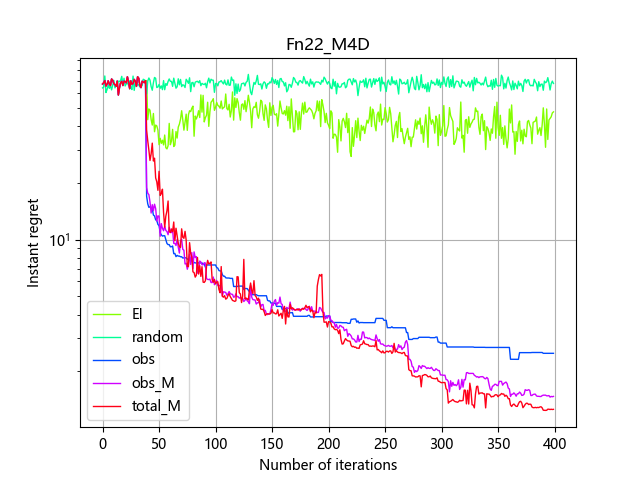 Fn22_M4D
Instant regret
10¹
EI
random
obs
obs_M
total_M
0 50 100 150 200 250 300 350 400
Number of iterations